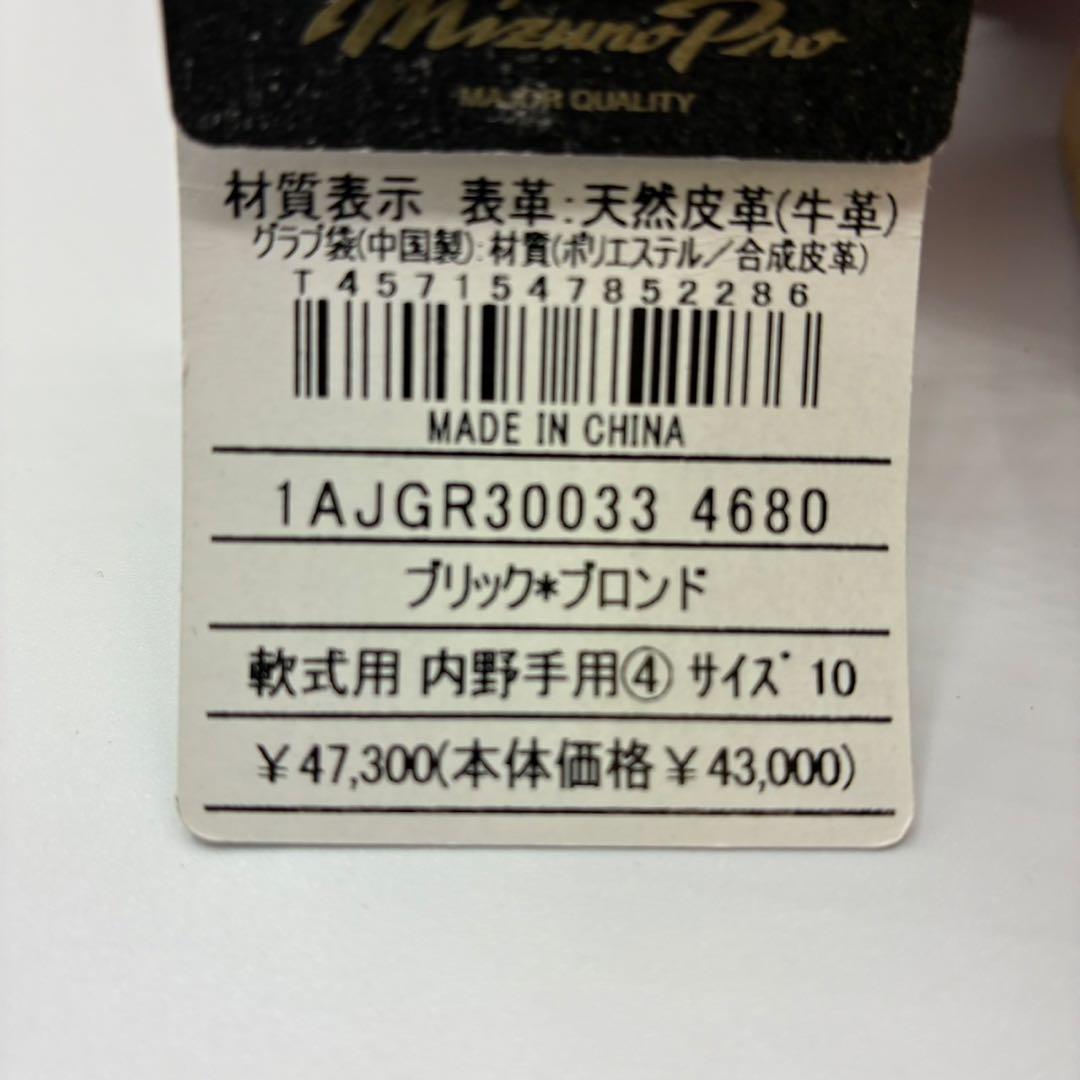 Mizuno Pro
MAJOR QUALITY
材質表示 表革:天然皮革(牛革)
グラブ袋(中国製):材質(ポリエステル/合成皮革)
T4571547852286
MADE IN CHINA
1AJGR30033 4680
ブリック*ブロンド
軟式用 内野手用④ サイズ 10
¥47,300(本体価格¥43,000)